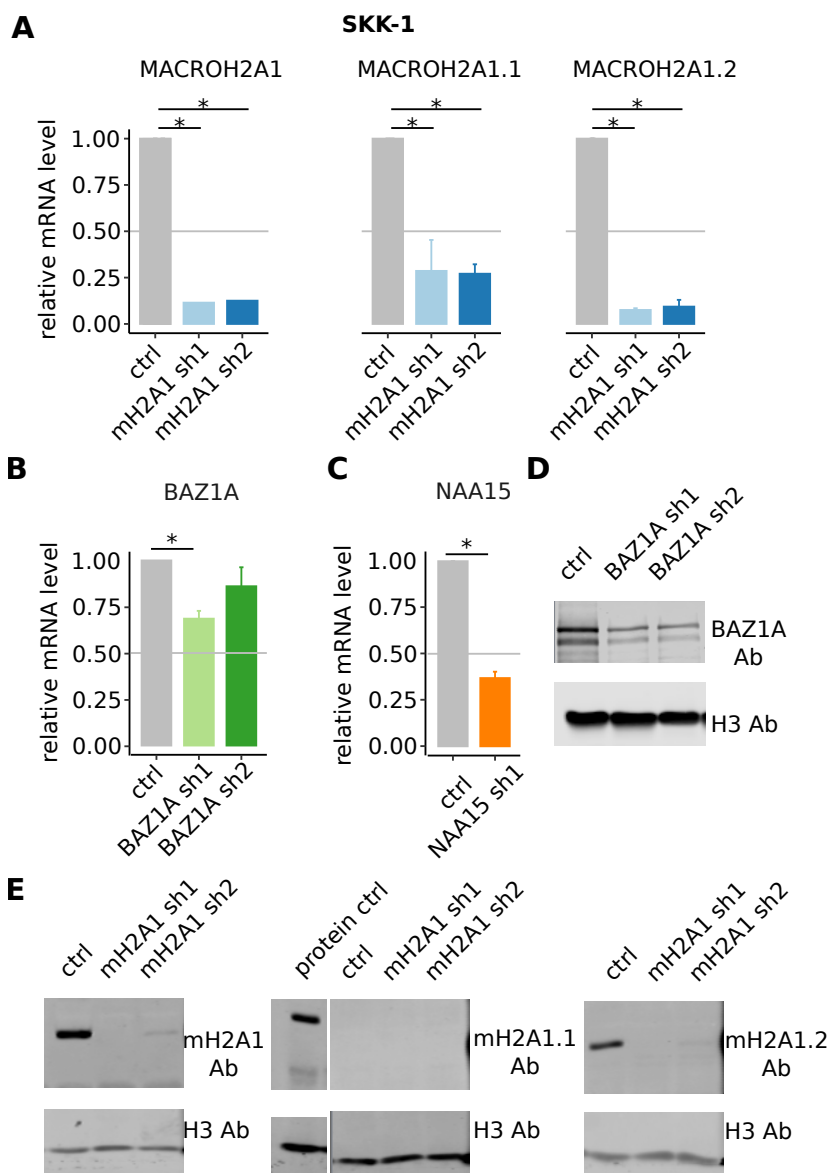 A
SKK-1
MACROH2A1
MACROH2A1.1
MACROH2A1.2
relative mRNA level
1.00
0.75
0.50
0.25
0.00
*
*
*
*
*
*
ctrl
mH2A1 sh1
mH2A1 sh2
ctrl
mH2A1 sh1
mH2A1 sh2
ctrl
mH2A1 sh1
mH2A1 sh2
B
BAZ1A
relative mRNA level
1.00
0.75
0.50
0.25
0.00
*
ctrl
BAZ1A sh1
BAZ1A sh2
C
NAA15
relative mRNA level
1.00
0.75
0.50
0.25
0.00
*
ctrl
NAA15 sh1
D
ctrl
BAZ1A sh1
BAZ1A sh2
BAZ1A
Ab
H3 Ab
E
ctrl
mH2A1 sh1
mH2A1 sh2
mH2A1
Ab
H3 Ab
protein ctrl
ctrl
mH2A1 sh1
mH2A1 sh2
mH2A1.1
Ab
H3 Ab
ctrl
mH2A1 sh1
mH2A1 sh2
mH2A1.2
Ab
H3 Ab